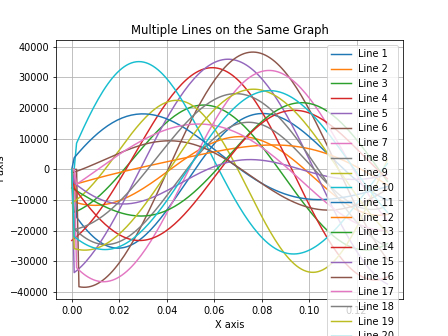 Multiple Lines on the Same Graph
40000
30000
20000
10000
0
−10000
−20000
−30000
−40000
0.00 0.02 0.04 0.06 0.08 0.10
X axis
Line 1
Line 2
Line 3
Line 4
Line 5
Line 6
Line 7
Line 8
Line 9
Line 10
Line 11
Line 12
Line 13
Line 14
Line 15
Line 16
Line 17
Line 18
Line 19
Line 20